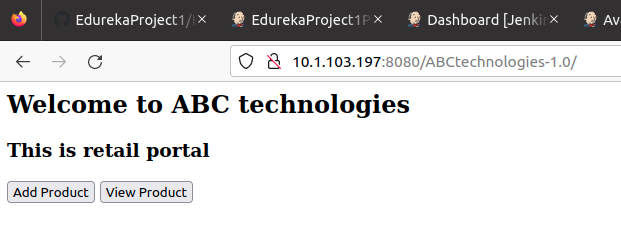 EdurekaProject1/
EdurekaProject1P
Dashboard [Jenkin
Ava
10.1.103.197:8080/ABCtechnologies-1.0/
Welcome to ABC technologies
This is retail portal
Add Product View Product